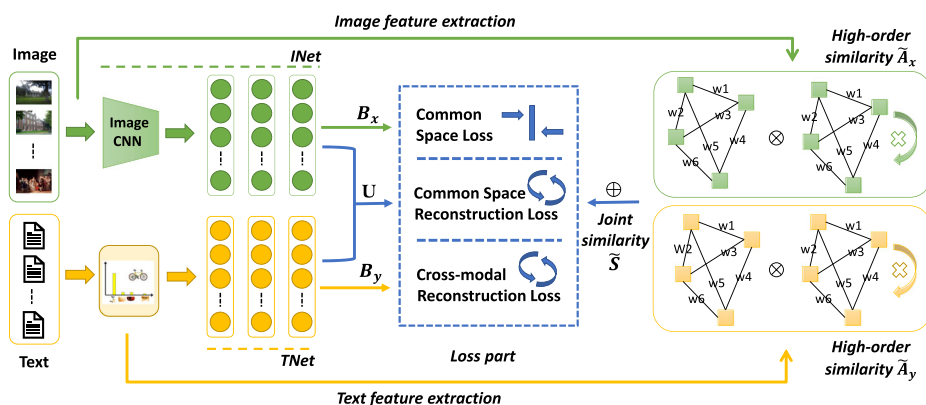 Image feature extraction
Image
INet
High-order
similarity Ã_x
Image
CNN
B_x
Common
Space Loss
w1
w2
w3
w4
w5
w6
⊗
w1
w2
w3
w4
w5
w6
U
Common Space
Reconstruction Loss
⊕
Joint
similarity
S̃
B_y
Cross-modal
Reconstruction Loss
w1
W2
w3
w4
w5
w6
⊗
w1
w2
w3
w4
w5
w6
Text
TNet
Loss part
High-order
similarity Ã_y
Text feature extraction